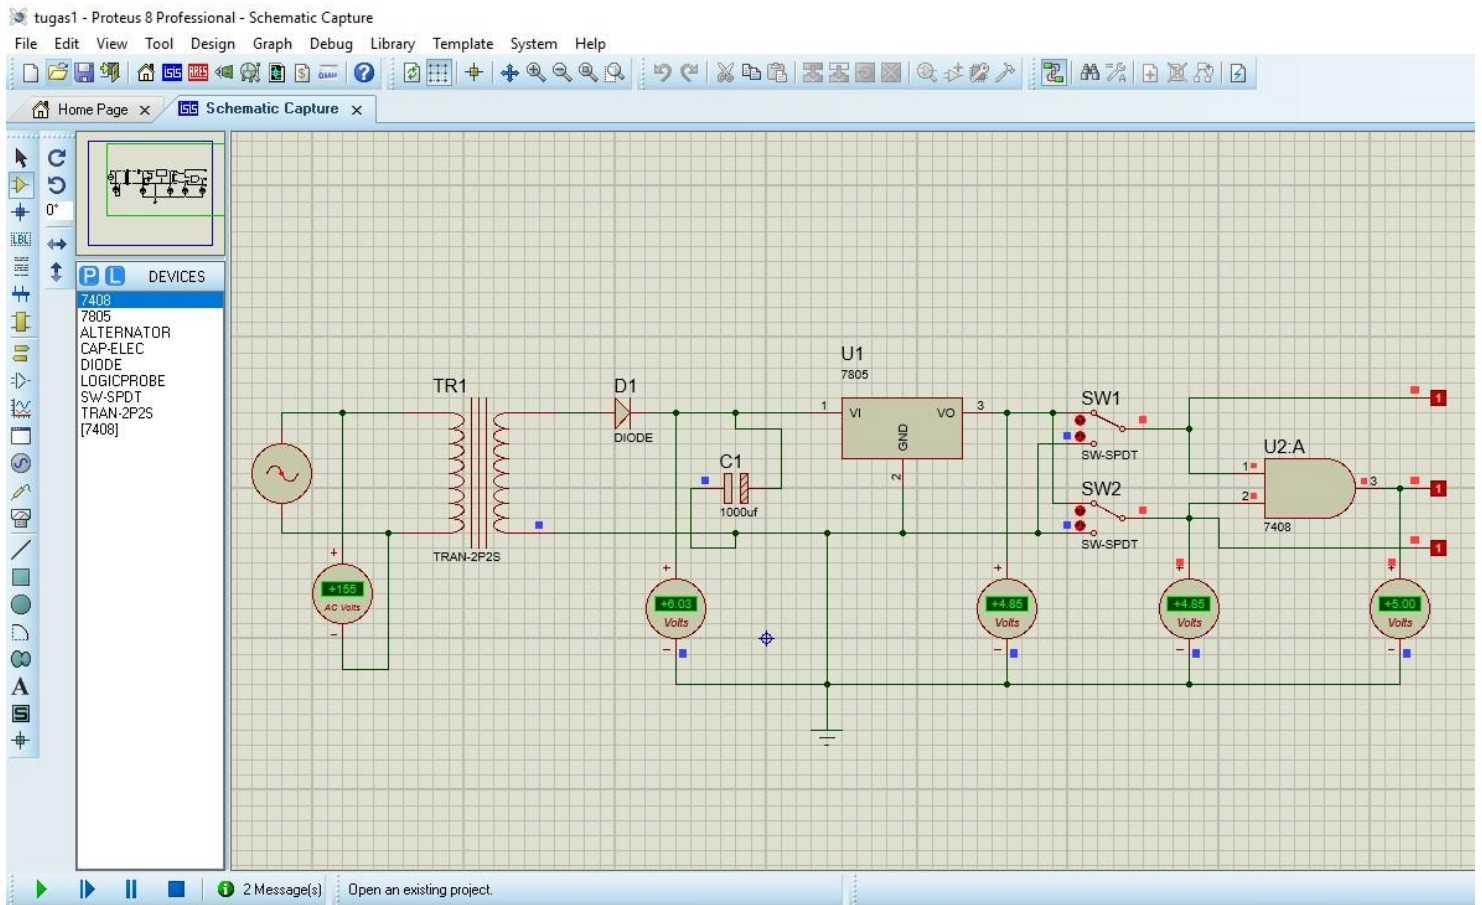 tugas1 - Proteus 8 Professional - Schematic Capture
File Edit View Tool Design Graph Debug Library Template System Help
Home Page x Schematic Capture x
0°
LBL
P L DEVICES
7408
7805
ALTERNATOR
CAP-ELEC
DIODE
LOGICPROBE
SW-SPDT
TRAN-2P2S
[7408]
A
S
TR1
TRAN-2P2S
+155
AC Volts
D1
DIODE
C1
1000uf
+6.03
Volts
U1
7805
1 VI VO 3
GND
2
+4.85
Volts
SW1
SW-SPDT
SW2
SW-SPDT
+4.85
Volts
U2:A
1
2
3
7408
+5.00
Volts
1
1
1
2 Message(s) Open an existing project.